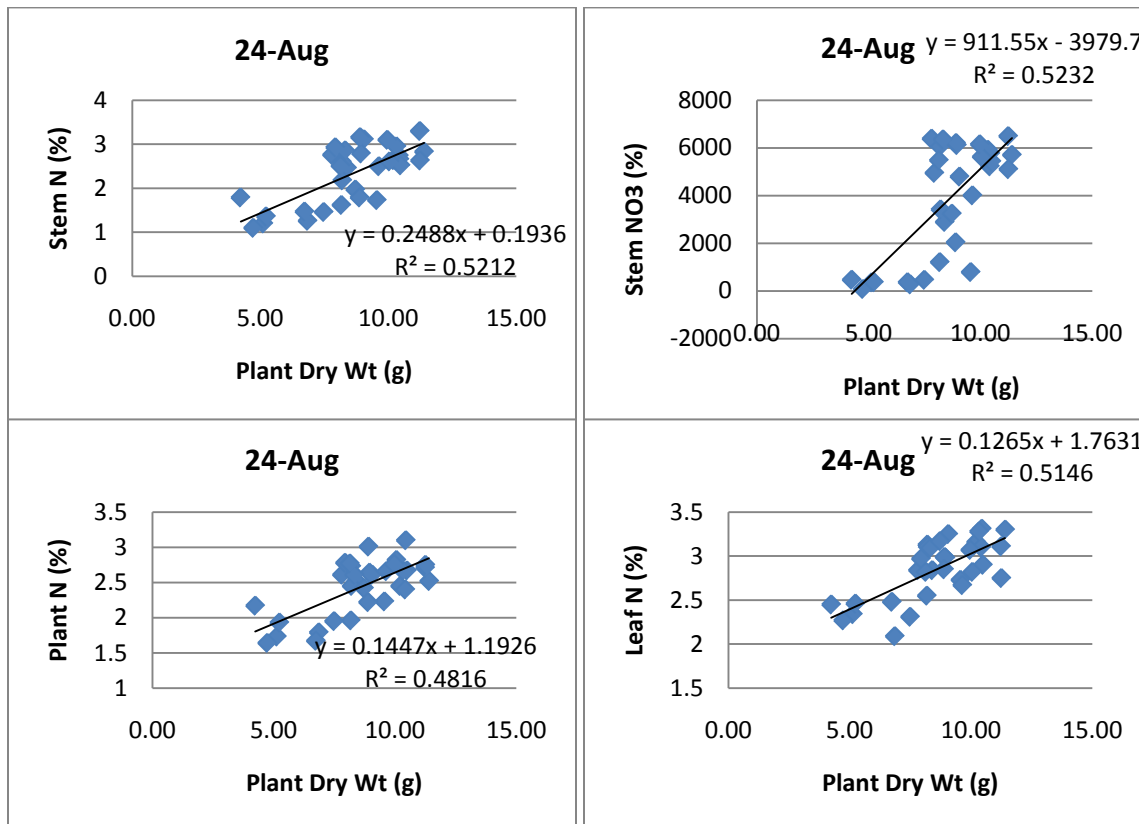 24-Aug
Stem N (%)
4
3
2
1
0
y = 0.2488x + 0.1936
R² = 0.5212
0.00 5.00 10.00 15.00
Plant Dry Wt (g)
24-Aug
y = 911.55x - 3979.7
R² = 0.5232
Stem NO3 (%)
8000
6000
4000
2000
0
-2000
0.00 5.00 10.00 15.00
Plant Dry Wt (g)
24-Aug
Plant N (%)
3.5
3
2.5
2
1.5
1
y = 0.1447x + 1.1926
R² = 0.4816
0.00 5.00 10.00 15.00
Plant Dry Wt (g)
24-Aug
y = 0.1265x + 1.7631
R² = 0.5146
Leaf N (%)
3.5
3
2.5
2
1.5
0.00 5.00 10.00 15.00
Plant Dry Wt (g)